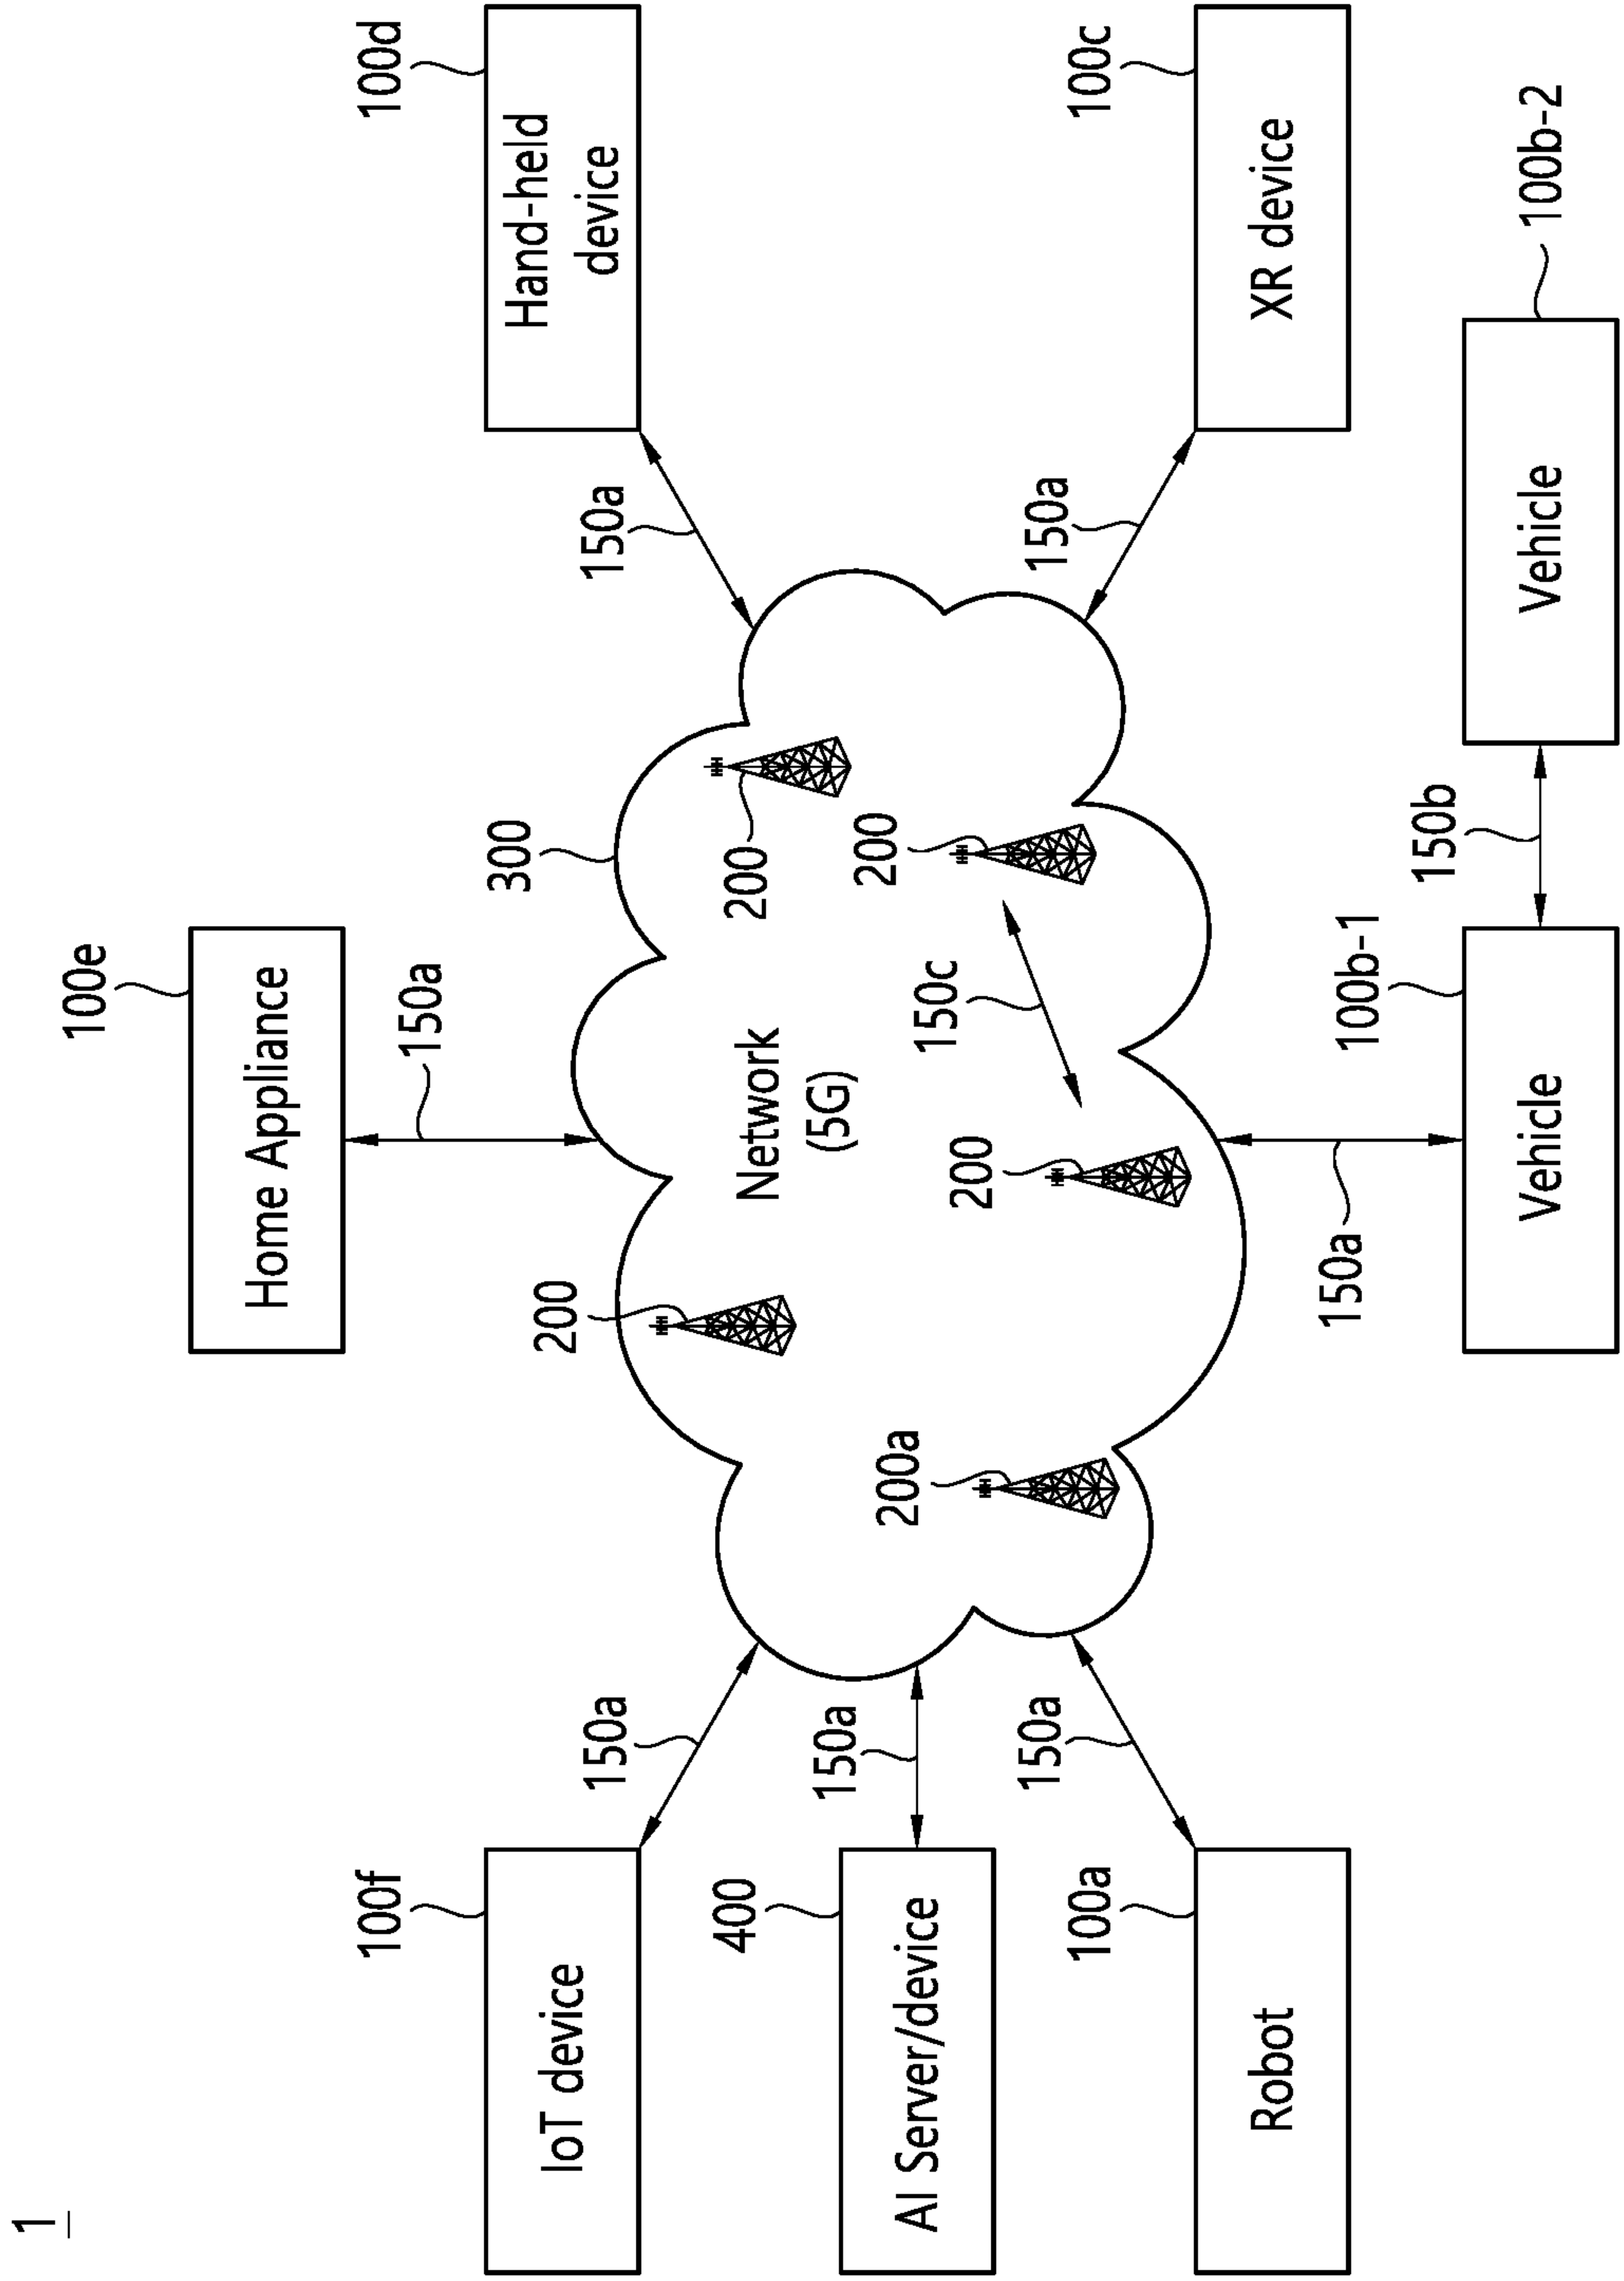 1
100e
Home Appliance
150a
100f
IoT device
150a
300
200
200
Network
(5G)
100d
Hand-held
device
150a
400
AI Server/device
150a
200a
200
150c
200
100a
Robot
150a
150a
100c
XR device
150a
100b-1
Vehicle
150b
Vehicle
100b-2